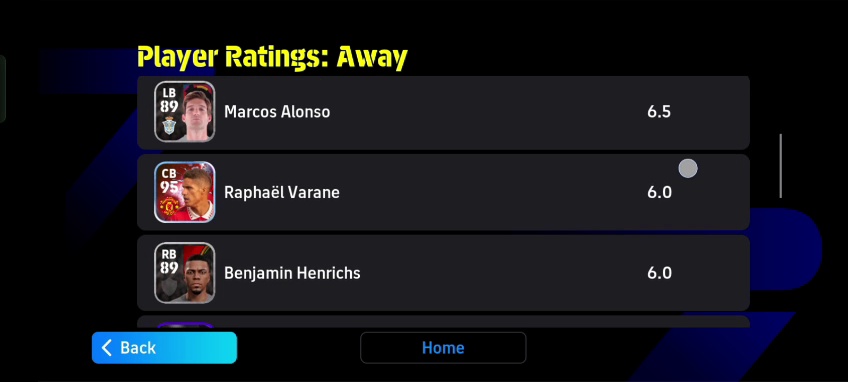 Player Ratings: Away
LB
89
Marcos Alonso
6.5
CB
95
Raphaël Varane
6.0
RB
89
Benjamin Henrichs
6.0
Back
Home